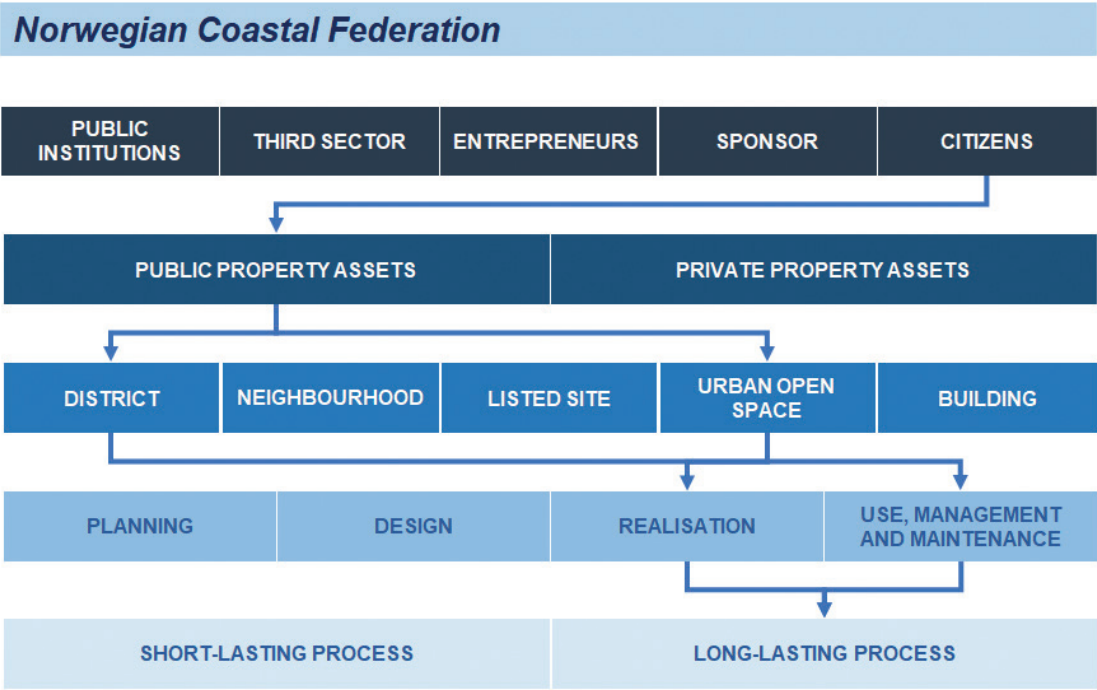 Norwegian Coastal Federation
PUBLIC
INSTITUTIONS
THIRD SECTOR
ENTREPRENEURS
SPONSOR
CITIZENS
PUBLIC PROPERTY ASSETS
PRIVATE PROPERTY ASSETS
DISTRICT
NEIGHBOURHOOD
LISTED SITE
URBAN OPEN
SPACE
BUILDING
PLANNING
DESIGN
REALISATION
USE, MANAGEMENT
AND MAINTENANCE
SHORT-LASTING PROCESS
LONG-LASTING PROCESS